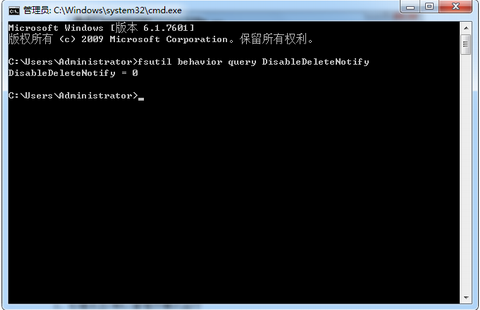 管理员: C:\Windows\system32\cmd.exe
Microsoft Windows [版本 6.1.7601]
版权所有 (c) 2009 Microsoft Corporation。保留所有权利。
C:\Users\Administrator>fsutil behavior query DisableDeleteNotify
DisableDeleteNotify = 0
C:\Users\Administrator>